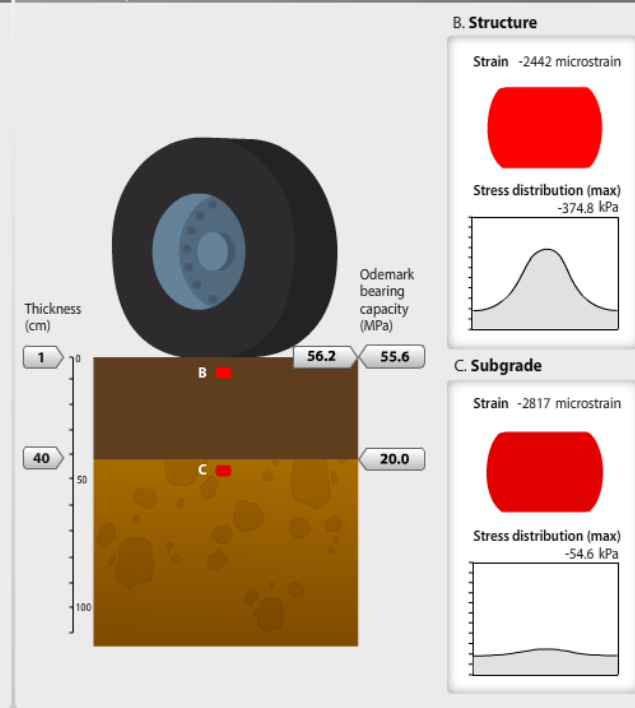 B. Structure
Strain -2442 microstrain
Stress distribution (max)
-374.8 kPa
Odemark
bearing
capacity
(MPa)
Thickness
(cm)
1
0
56.2
55.6
B
C. Subgrade
Strain -2817 microstrain
40
C
20.0
50
Stress distribution (max)
-54.6 kPa
100